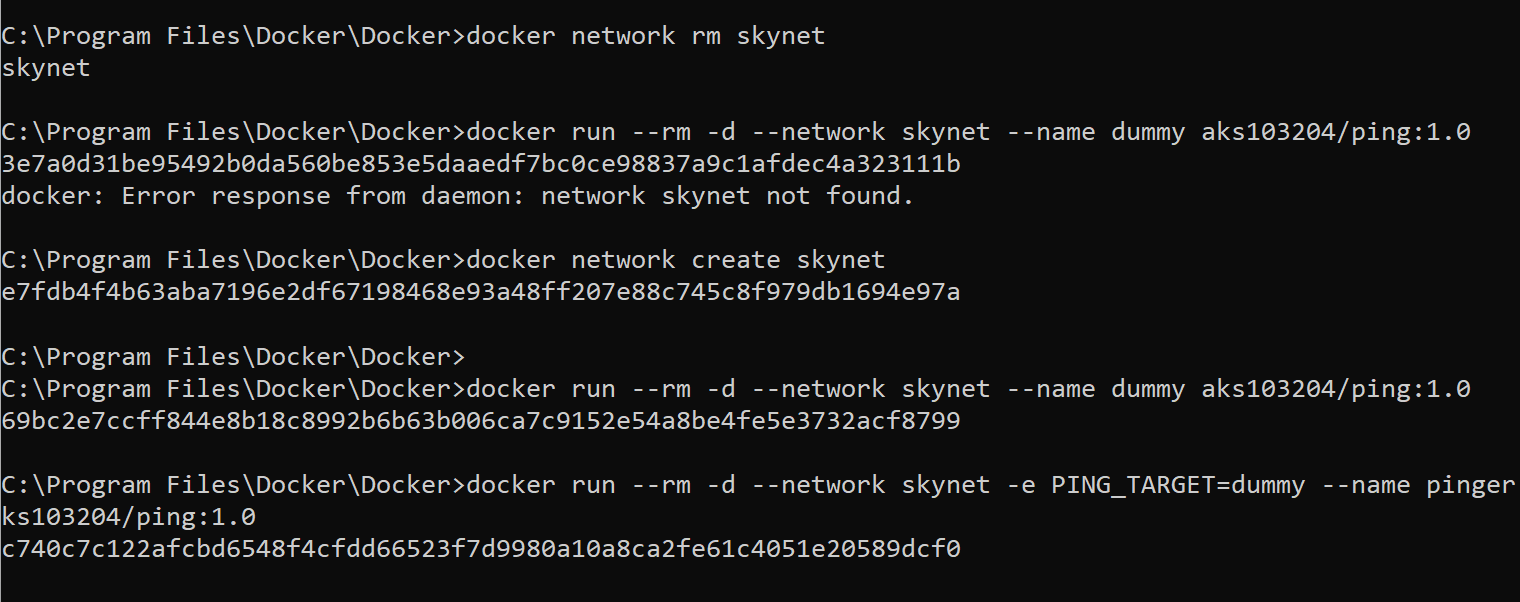 C:\Program Files\Docker\Docker>docker network rm skynet
skynet
C:\Program Files\Docker\Docker>docker run --rm -d --network skynet --name dummy aks103204/ping:1.0
3e7a0d31be95492b0da560be853e5daaedf7bc0ce98837a9c1afdec4a323111b
docker: Error response from daemon: network skynet not found.
C:\Program Files\Docker\Docker>docker network create skynet
e7fdb4f4b63aba7196e2df67198468e93a48ff207e88c745c8f979db1694e97a
C:\Program Files\Docker\Docker>
C:\Program Files\Docker\Docker>docker run --rm -d --network skynet --name dummy aks103204/ping:1.0
69bc2e7ccff844e8b18c8992b6b63b006ca7c9152e54a8be4fe5e3732acf8799
C:\Program Files\Docker\Docker>docker run --rm -d --network skynet -e PING_TARGET=dummy --name pinger
ks103204/ping:1.0
c740c7c122afcbd6548f4cfdd66523f7d9980a10a8ca2fe61c4051e20589dcf0